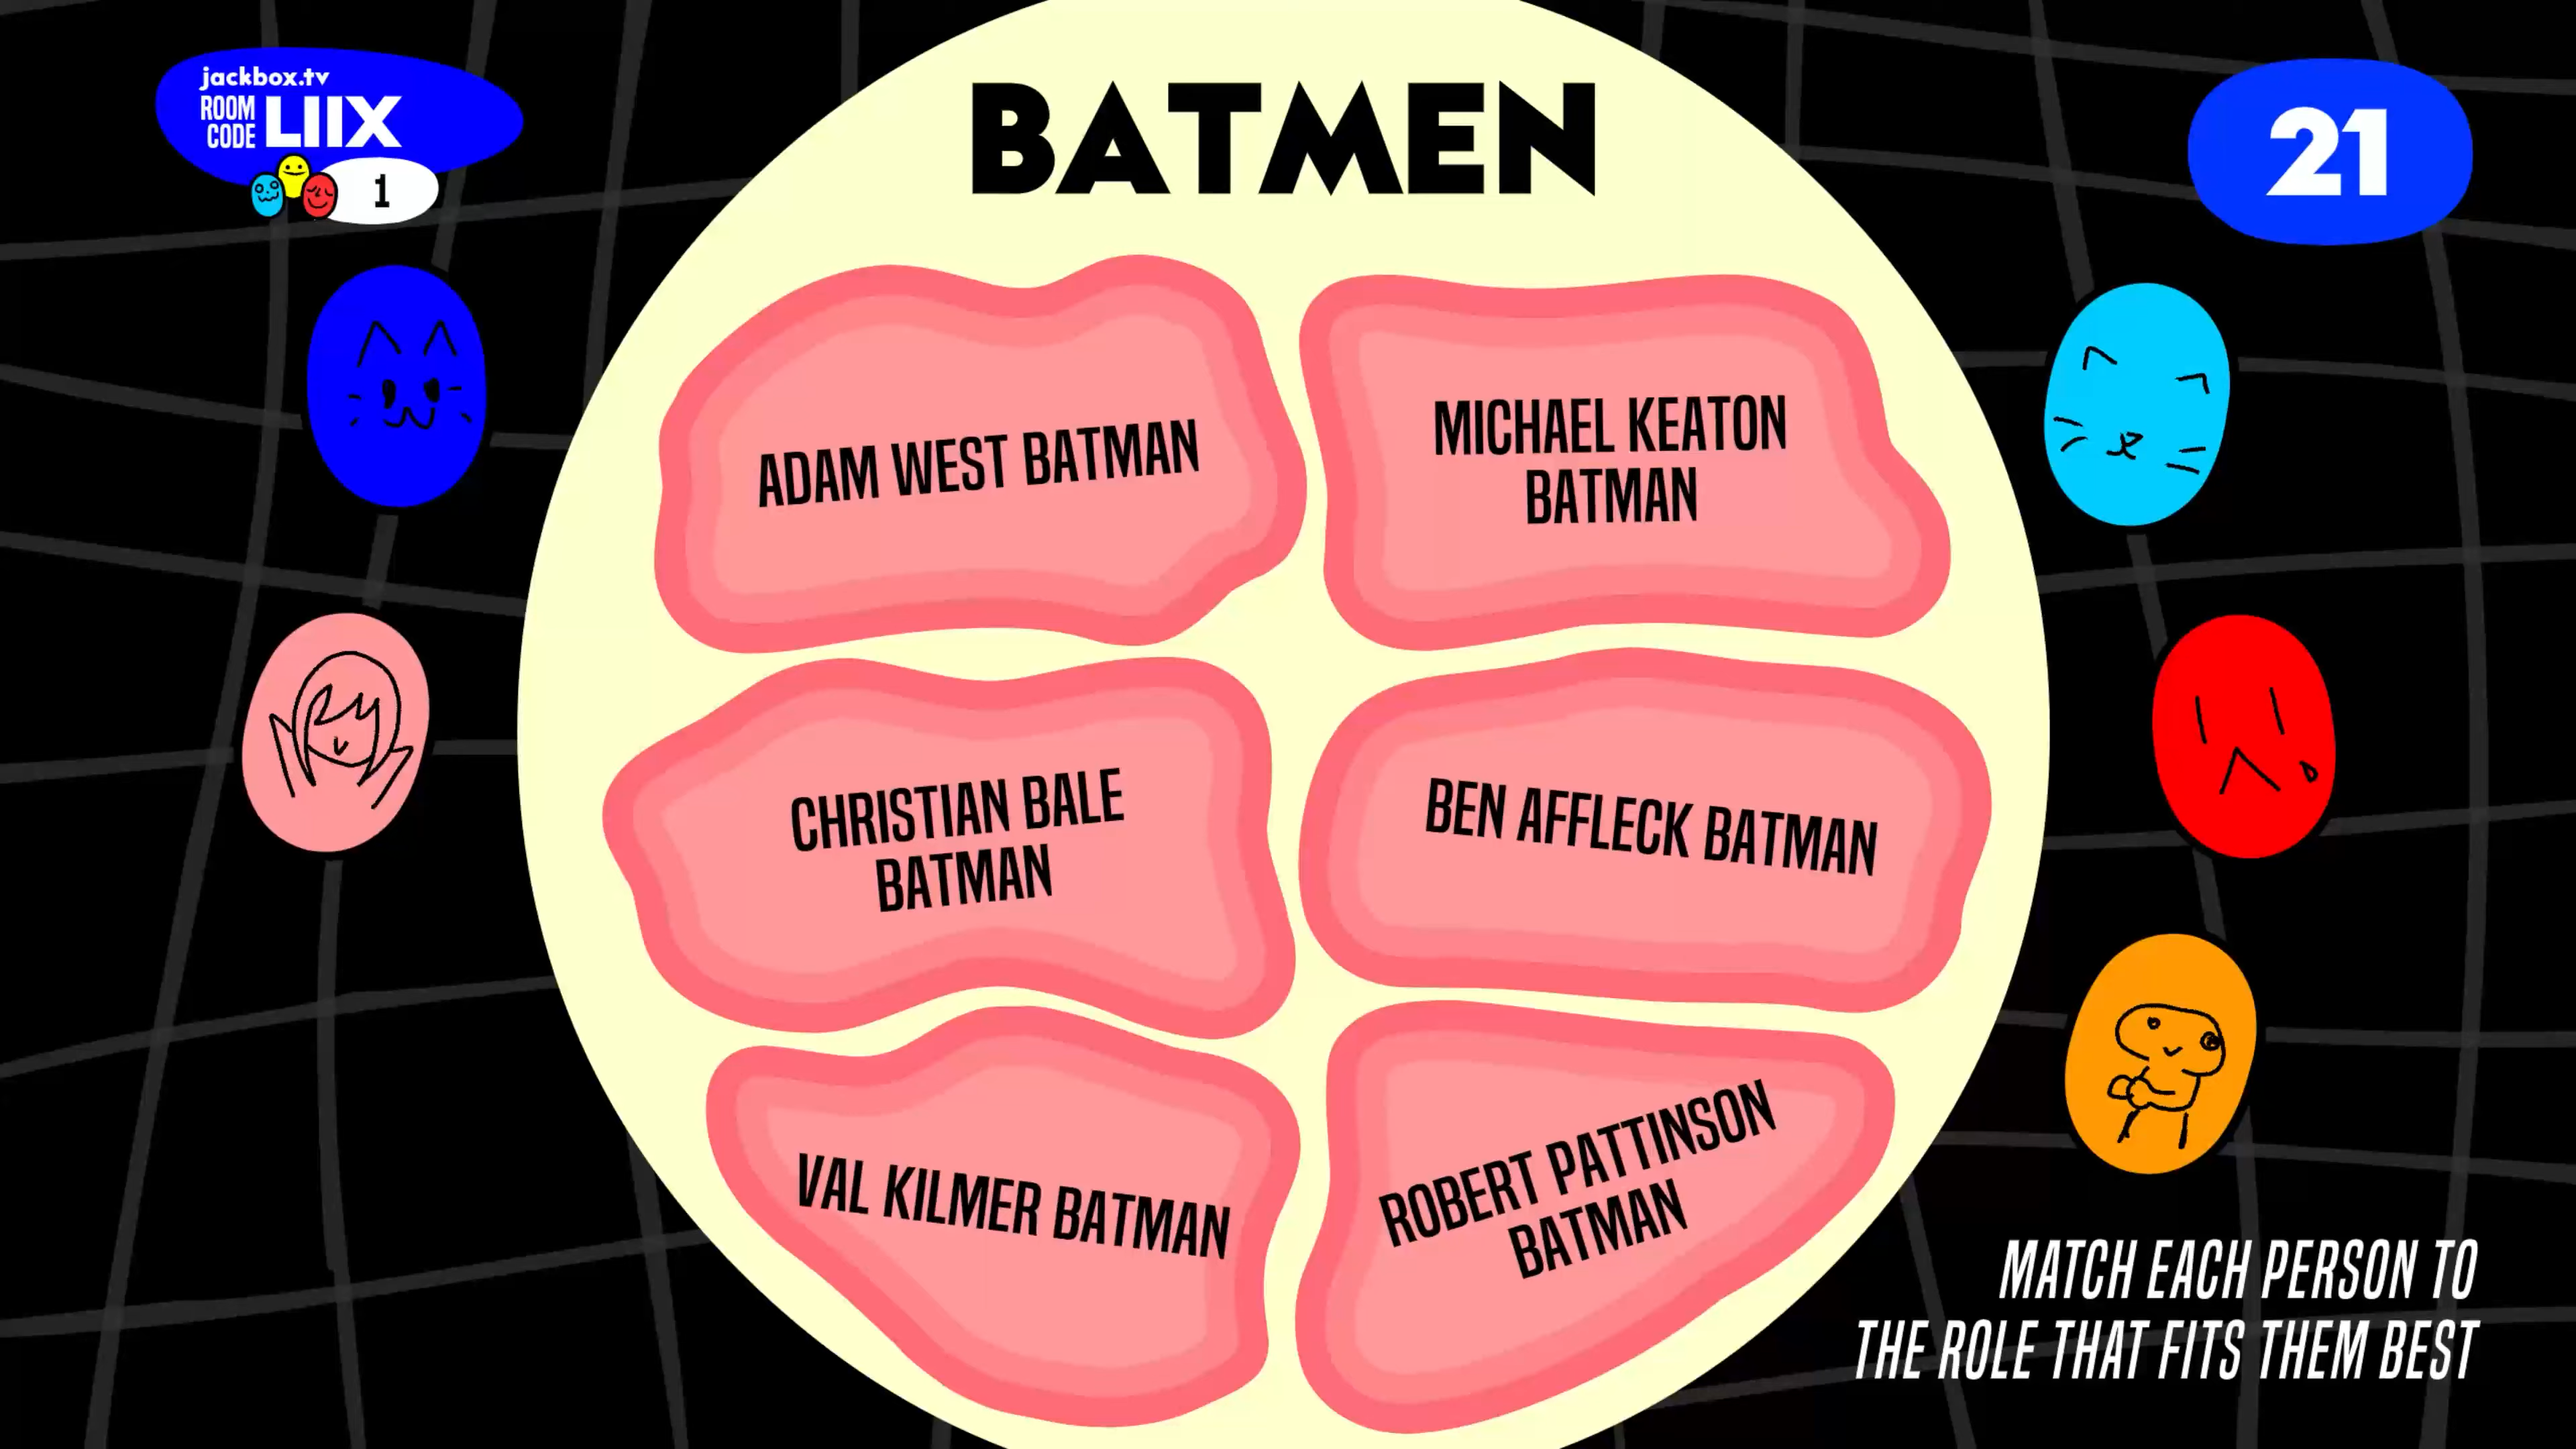 jackbox.tv
ROOM
CODE
LIIX
1
BATMEN
21
ADAM WEST BATMAN
MICHAEL KEATON
BATMAN
CHRISTIAN BALE
BATMAN
BEN AFFLECK BATMAN
VAL KILMER BATMAN
ROBERT PATTINSON
BATMAN
MATCH EACH PERSON TO
THE ROLE THAT FITS THEM BEST